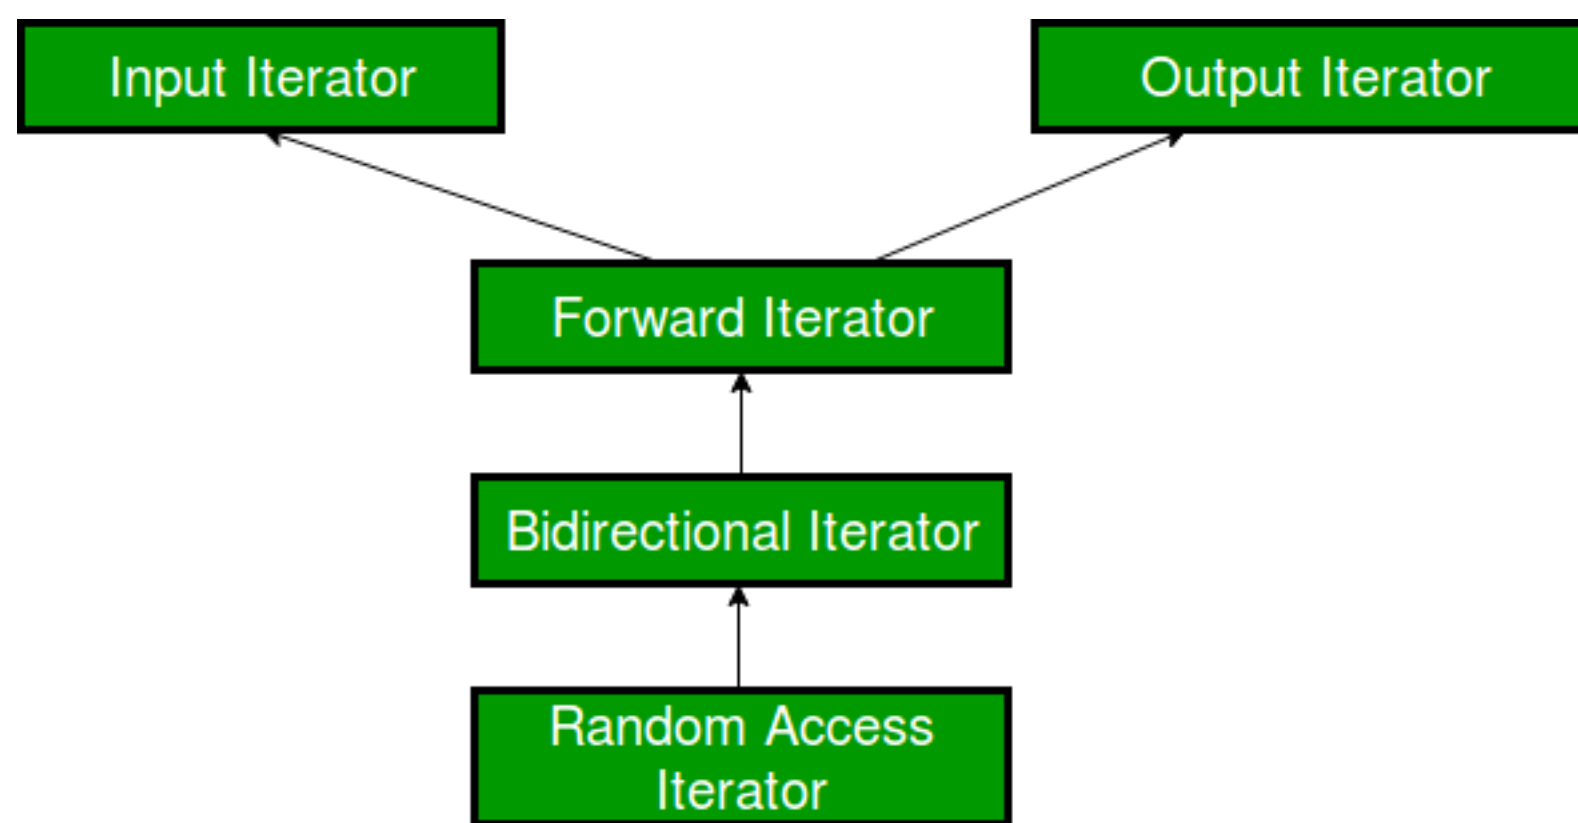 Input Iterator
Output Iterator
Forward Iterator
Bidirectional Iterator
Random Access
Iterator